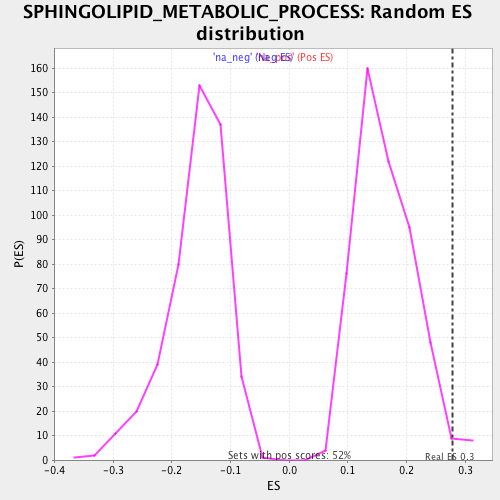 SPHINGOLIPID_METABOLIC_PROCESS: Random ES
distribution
'na_neg' (Neg ES)
'na_pos' (Pos ES)
160
150
140
130
120
110
100
90
80
70
60
50
40
30
20
10
0
P(ES)
Sets with pos scores: 52%
Real ES 0.3
-0.4 -0.3 -0.2 -0.1 0.0 0.1 0.2 0.3
ES